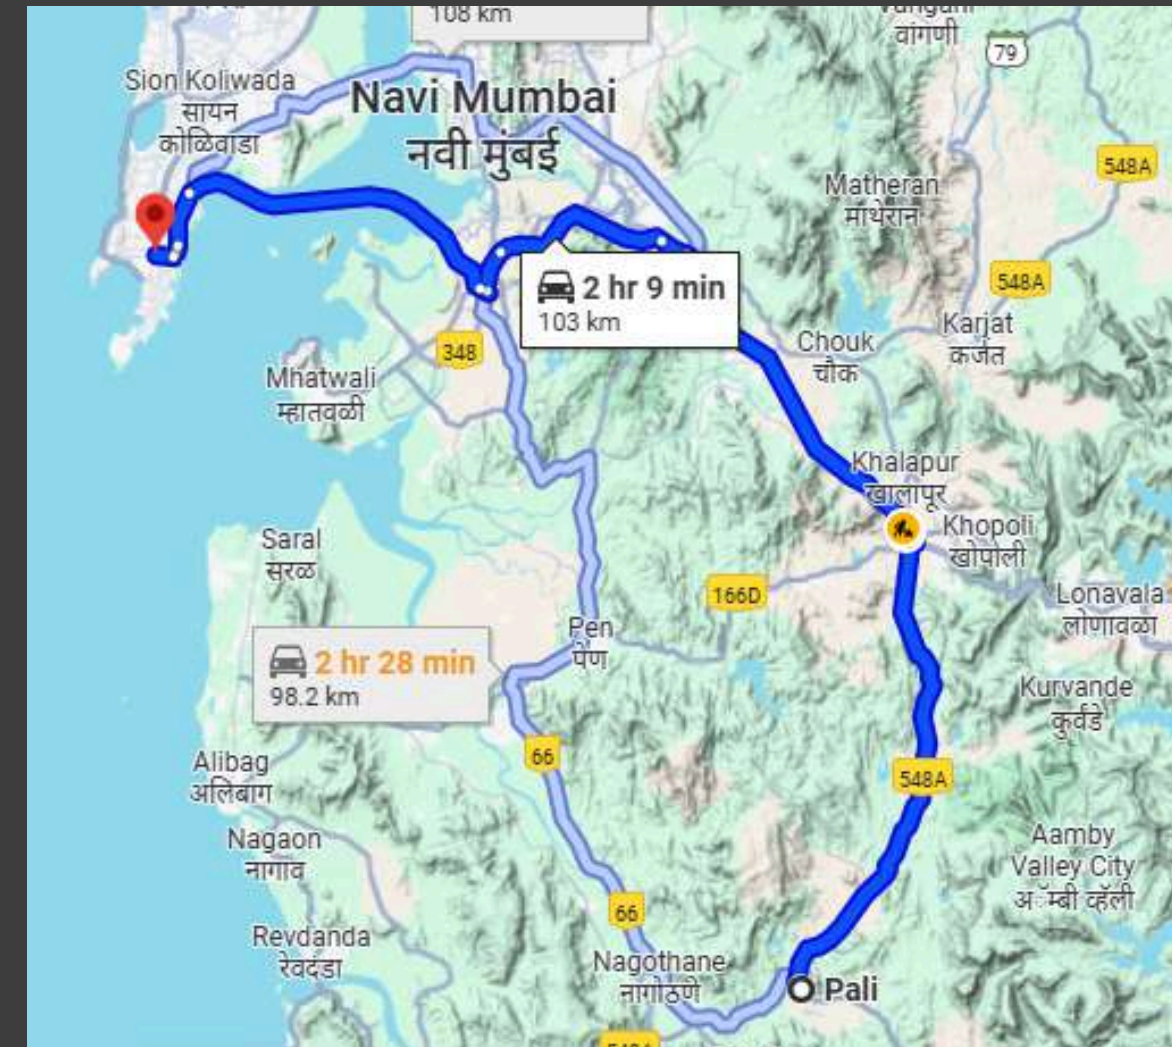 108 km
वांगणी
79
Sion Koliwada
सायन
कोळिवाडा
Navi Mumbai
नवी मुंबई
548A
Matheran
माथेरान
548A
2 hr 9 min
103 km
Karjat
कर्जत
Chouk
चौक
348
Mhatwali
म्हातवळी
Khalapur
खालापूर
Khopoli
खोपोली
Saral
सरळ
166D
Lonavala
लोणावळा
Pen
पेण
2 hr 28 min
98.2 km
Kurvande
कुर्वंडे
66
548A
Alibag
अलिबाग
Nagaon
नागाव
Aamby
Valley City
अॅम्बी व्हॅली
66
Revdanda
रेवदंडा
Nagothane
नागोठणे
Pali